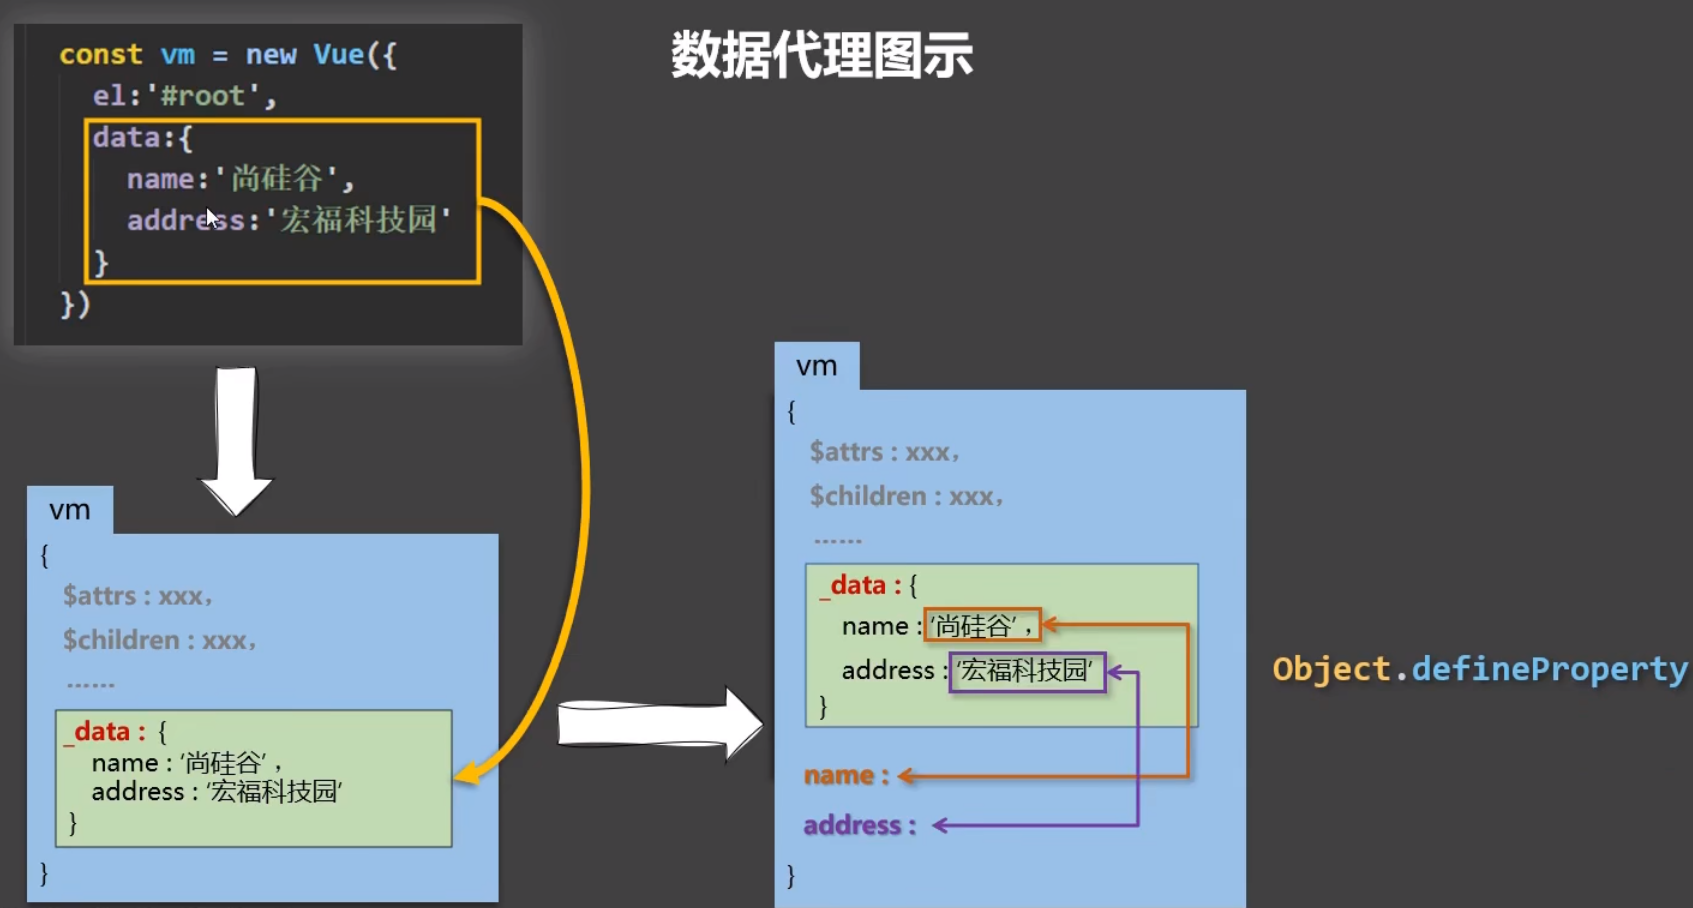 数据代理图示
const vm = new Vue({
el:'#root',
data:{
name:'尚硅谷',
address:'宏福科技园'
}
})
vm
{
$attrs : xxx，
$children : xxx，
......
_data : {
name : ‘尚硅谷’ ，
address : ‘宏福科技园’
}
}
vm
{
$attrs : xxx，
$children : xxx，
......
_data : {
name : ‘尚硅谷’ ，
address : ‘宏福科技园’
}
name :
address :
}
Object.defineProperty